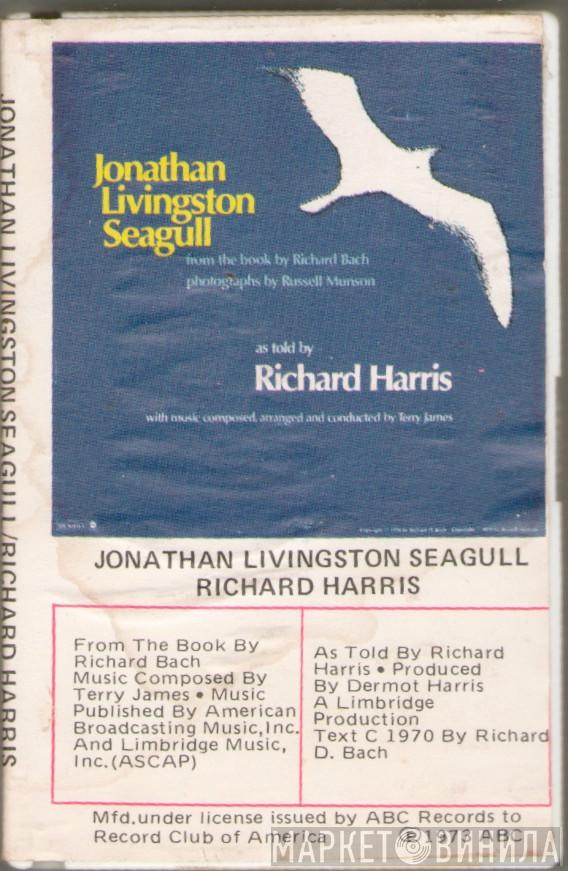 JONATHAN LIVINGSTON SEAGULL/RICHARD HARRIS
Jonathan
Livingston
Seagull
from the book by Richard Bach
photographs by Russell Munson
as told by
Richard Harris
with music composed, arranged and conducted by Terry James
JONATHAN LIVINGSTON SEAGULL
RICHARD HARRIS
From The Book By
Richard Bach
Music Composed By
Terry James • Music
Published By American
Broadcasting Music,Inc.
And Limbridge Music,
Inc.(ASCAP)
As Told By Richard
Harris • Produced
By Dermot Harris
A Limbridge
Production
Text C 1970 By Richard
D. Bach
Mfd.under license issued by ABC Records to
Record Club of America ℗1973 ABC
МАРКЕТ ВИНИЛА